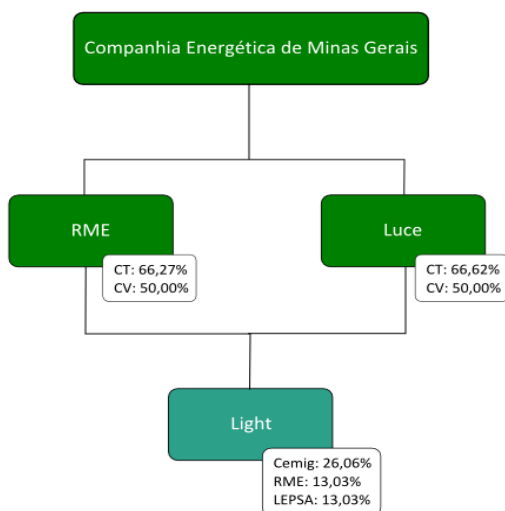 Companhia Energética de Minas Gerais
RME
CT: 66,27%
CV: 50,00%
Luce
CT: 66,62%
CV: 50,00%
Light
Cemig: 26,06%
RME: 13,03%
LEPSA: 13,03%